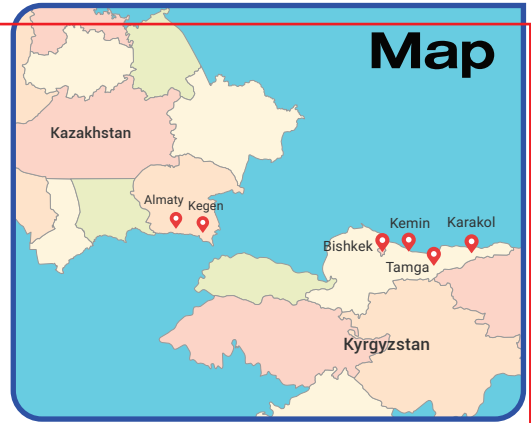 Map
Kazakhstan
Almaty
Kegen
Kemin
Karakol
Bishkek
Tamga
Kyrgyzstan